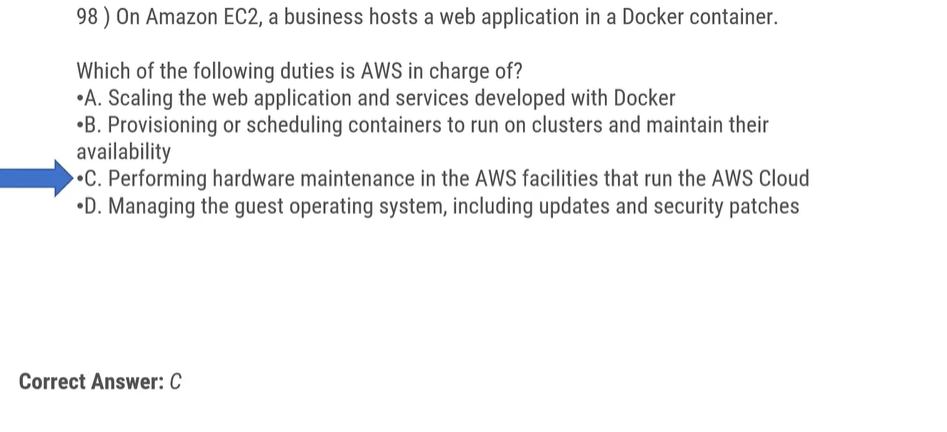 98 ) On Amazon EC2, a business hosts a web application in a Docker container.
Which of the following duties is AWS in charge of?
•A. Scaling the web application and services developed with Docker
•B. Provisioning or scheduling containers to run on clusters and maintain their
availability
•C. Performing hardware maintenance in the AWS facilities that run the AWS Cloud
•D. Managing the guest operating system, including updates and security patches
Correct Answer: C